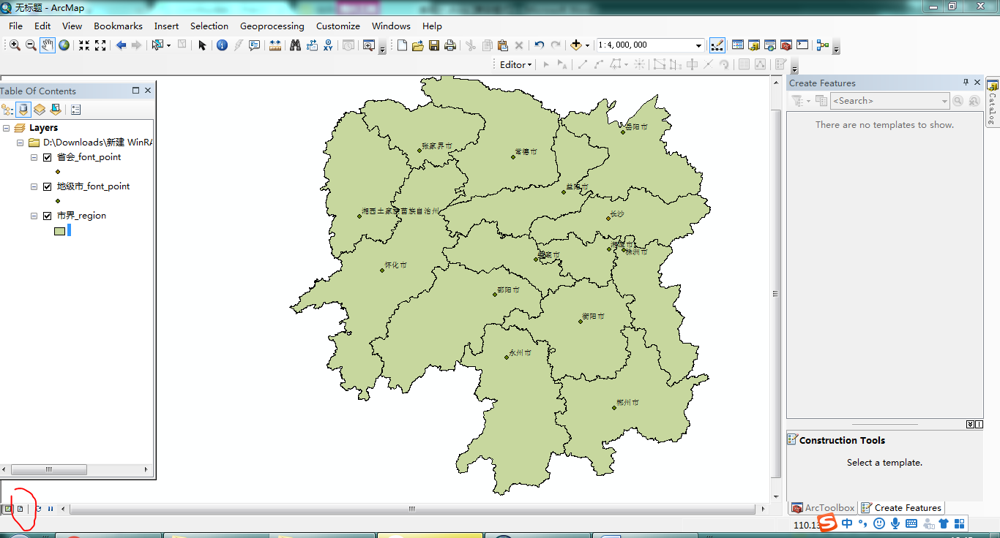 无标题 - ArcMap
File Edit View Bookmarks Insert Selection Geoprocessing Customize Windows Help
1:4,000,000
Editor
Table Of Contents
Layers
D:\Downloads\新建 WinRA
省会_font_point
地级市_font_point
市界_region
岳阳市
张家界市
常德市
益阳市
湘西土家族苗族自治州
长沙
湘潭市
株洲市
娄底市
怀化市
邵阳市
衡阳市
永州市
郴州市
Create Features
<Search>
There are no templates to show.
Catalog
Construction Tools
Select a template.
ArcToolbox Create Features
110.13
中